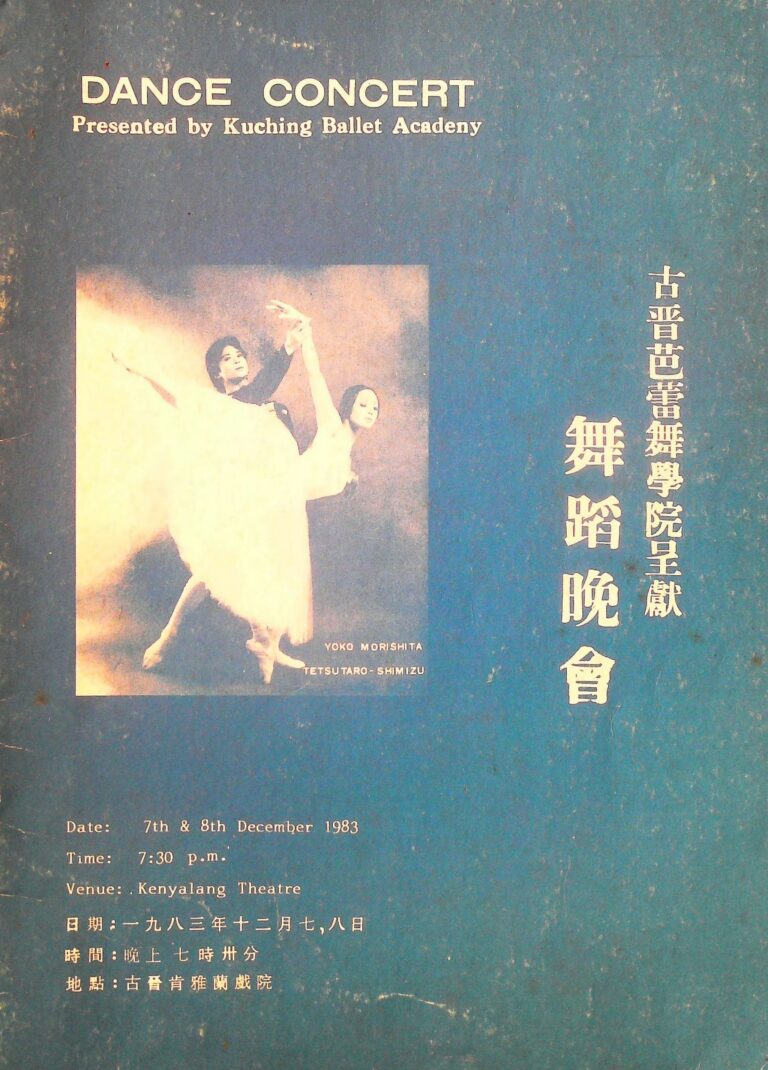 DANCE CONCERT
Presented by Kuching Ballet Acadeny
古晋芭蕾舞學院呈獻
舞蹈晚會
YOKO MORISHITA
TETSUTARO-SHIMIZU
Date: 7th & 8th December 1983
Time: 7:30 p.m.
Venue: Kenyalang Theatre
日期：一九八三年十二月七,八日
時間：晚上七時卅分
地點：古晉肯雅蘭戲院